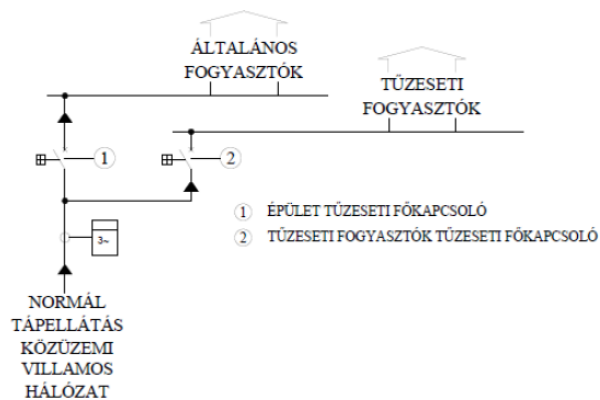 ÁLTALÁNOS
FOGYASZTÓK
TŰZESETI
FOGYASZTÓK
1
2
1 ÉPÜLET TŰZESETI FŐKAPCSOLÓ
2 TŰZESETI FOGYASZTÓK TŰZESETI FŐKAPCSOLÓ
3~
NORMÁL
TÁPELLÁTÁS
KÖZÜZEMI
VILLAMOS
HÁLÓZAT